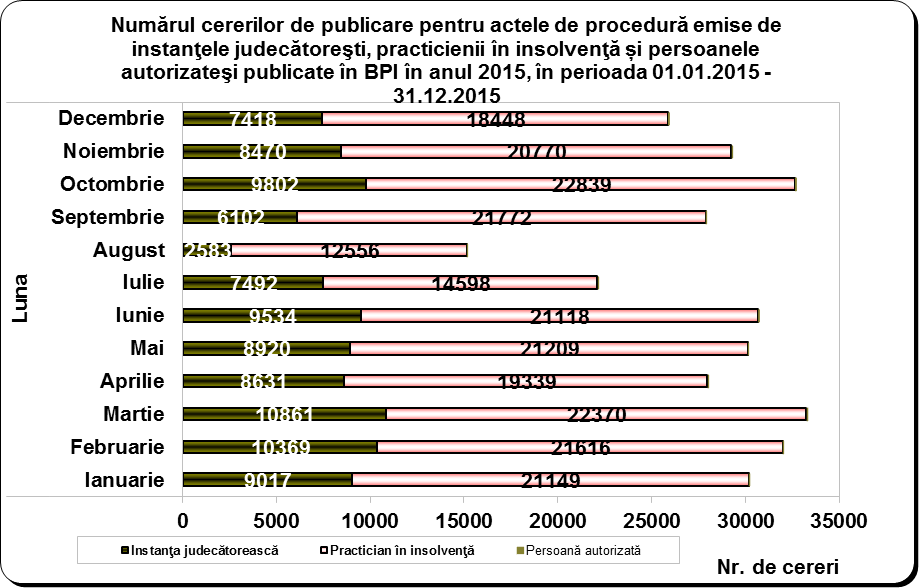 Numărul cererilor de publicare pentru actele de procedură emise de
instanţele judecătoreşti, practicienii în insolvenţă și persoanele
autorizateşi publicate în BPI în anul 2015, în perioada 01.01.2015 -
31.12.2015
Luna
Decembrie 7418 18448
Noiembrie 8470 20770
Octombrie 9802 22839
Septembrie 6102 21772
August 2583 12556
Iulie 7492 14598
Iunie 9534 21118
Mai 8920 21209
Aprilie 8631 19339
Martie 10861 22370
Februarie 10369 21616
Ianuarie 9017 21149
0 5000 10000 15000 20000 25000 30000 35000
Instanţa judecătorească Practician în insolvenţă Persoană autorizată
Nr. de cereri